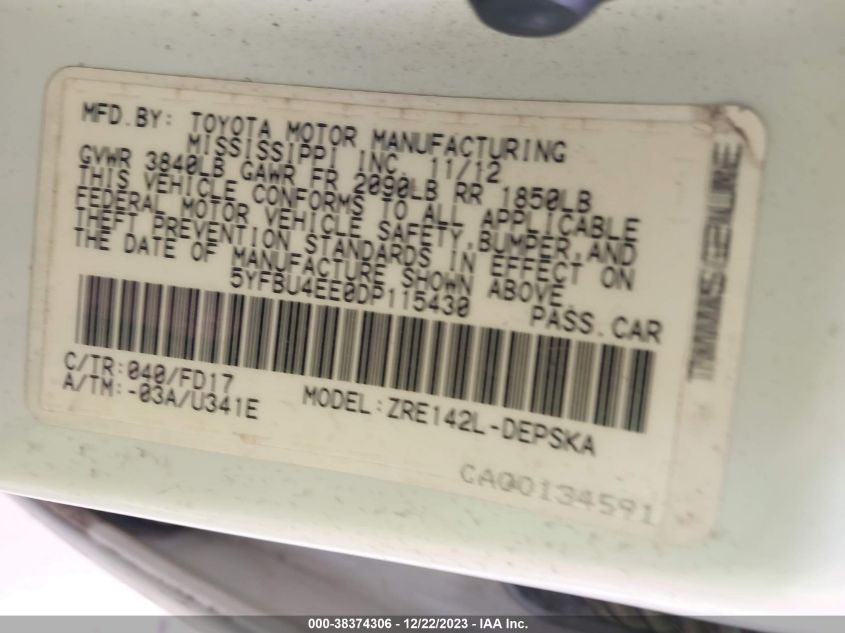 MFD.BY: TOYOTA MOTOR MANUFACTURING
MISSISSIPPI INC. 11/12
GVWR 3840LB GAWR FR 2090LB RR 1850LB
THIS VEHICLE CONFORMS TO ALL APPLICABLE
FEDERAL MOTOR VEHICLE SAFETY,BUMPER,AND
THEFT PREVENTION STANDARDS IN EFFECT ON
THE DATE OF MANUFACTURE SHOWN ABOVE.
5YFBU4EE0DP115430 PASS.CAR
C/TR:040/FD17
A/TM:-03A/U341E
MODEL:ZRE142L-DEPSKA
CA00134591
000-38374306 - 12/22/2023 - IAA Inc.